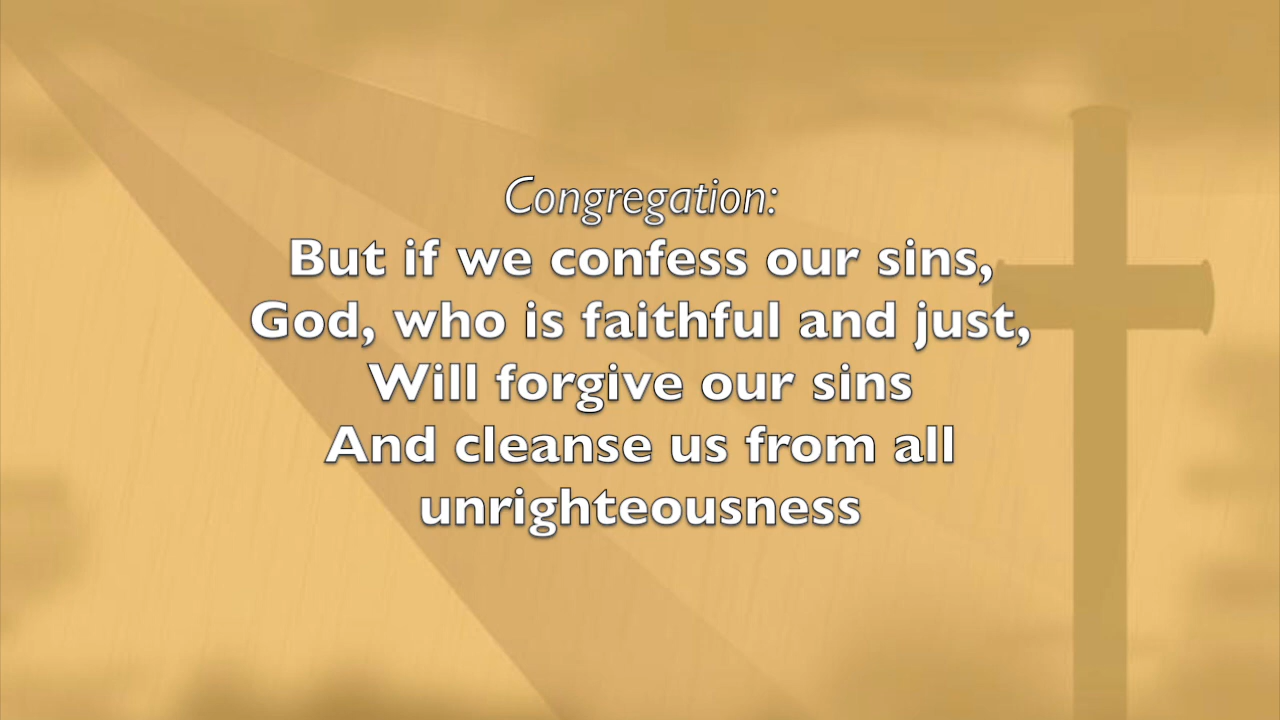 Congregation:
But if we confess our sins,
God, who is faithful and just,
Will forgive our sins
And cleanse us from all
unrighteousness